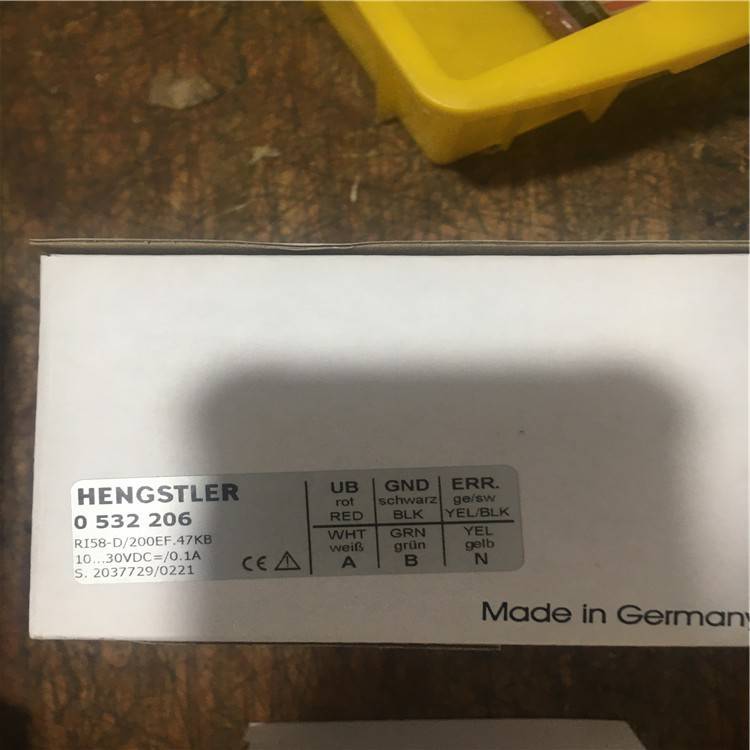 HENGSTLER
0 532 206
RI58-D/200EF.47KB
10...30VDC=/0.1A
S. 2037729/0221
CE
UB GND ERR.
rot schwarz ge/sw
RED BLK YEL/BLK
WHT GRN YEL
weiß grün gelb
A B N
Made in Germany